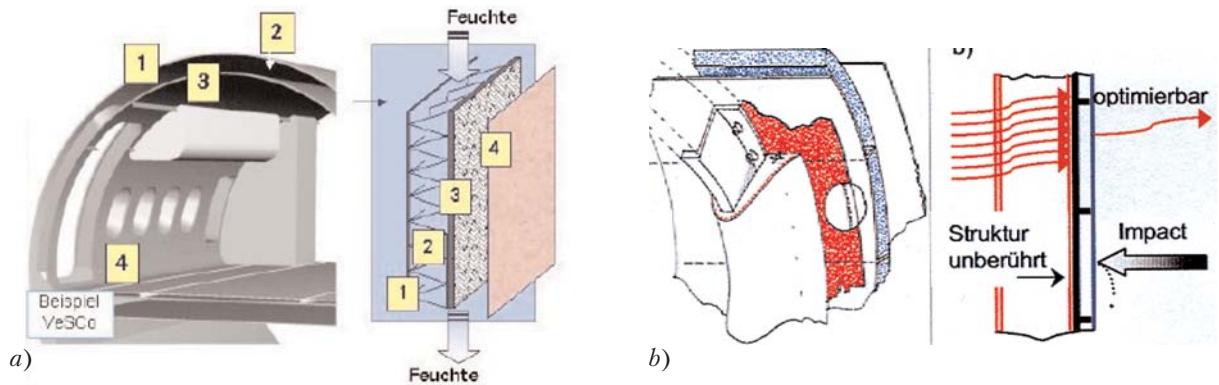 1
2
3
4
Beispiel
VeSCo
a)
Feuchte
4
3
2
1
Feuchte
b)
b)
optimierbar
Struktur
unberührt
Impact